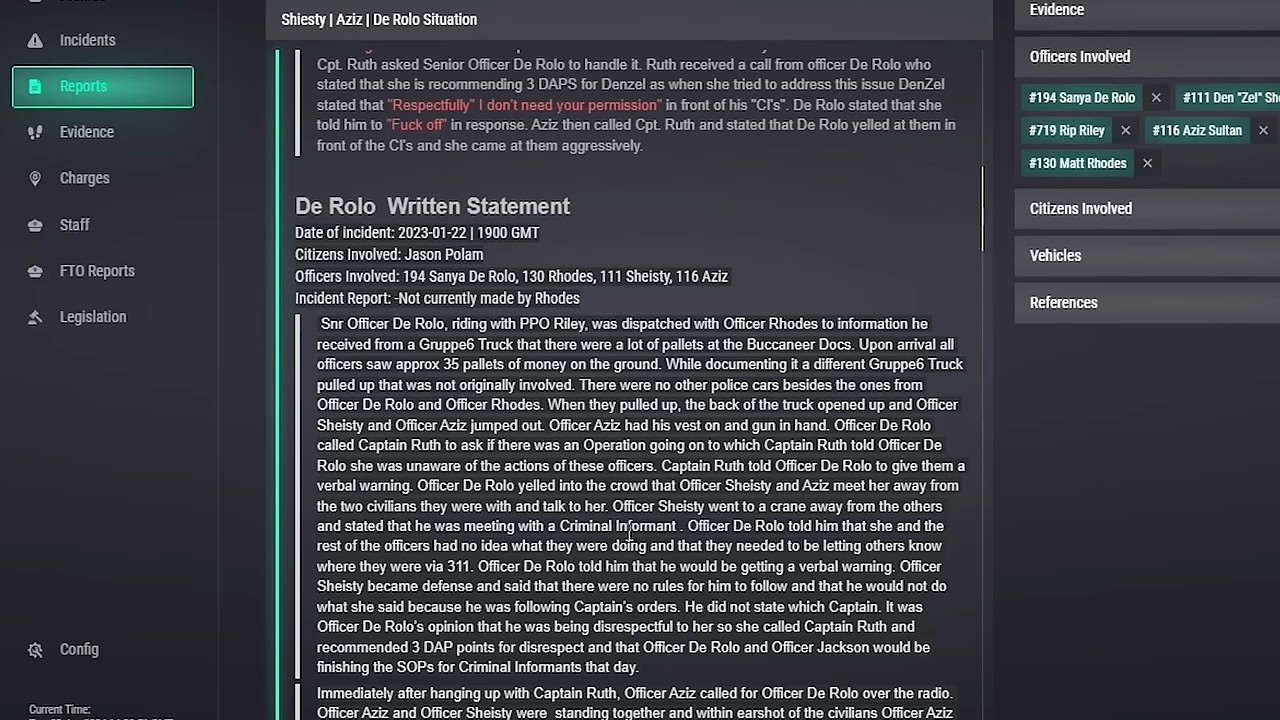 Incidents
Reports
Evidence
Charges
Staff
FTO Reports
Legislation
Config
Current Time:
Shiesty | Aziz | De Rolo Situation
Cpt. Ruth asked Senior Officer De Rolo to handle it. Ruth received a call from officer De Rolo who
stated that she is recommending 3 DAPS for Denzel as when she tried to address this issue DenZel
stated that "Respectfully" I don't need your permission" in front of his "CI's". De Rolo stated that she
told him to "Fuck off" in response. Aziz then called Cpt. Ruth and stated that De Rolo yelled at them in
front of the CI's and she came at them aggressively.
De Rolo  Written Statement
Date of incident: 2023-01-22 | 1900 GMT
Citizens Involved: Jason Polam
Officers Involved: 194 Sanya De Rolo, 130 Rhodes, 111 Sheisty, 116 Aziz
Incident Report: -Not currently made by Rhodes
Snr Officer De Rolo, riding with PPO Riley, was dispatched with Officer Rhodes to information he
received from a Gruppe6 Truck that there were a lot of pallets at the Buccaneer Docs. Upon arrival all
officers saw approx 35 pallets of money on the ground. While documenting it a different Gruppe6 Truck
pulled up that was not originally involved. There were no other police cars besides the ones from
Officer De Rolo and Officer Rhodes. When they pulled up, the back of the truck opened up and Officer
Sheisty and Officer Aziz jumped out. Officer Aziz had his vest on and gun in hand. Officer De Rolo
called Captain Ruth to ask if there was an Operation going on to which Captain Ruth told Officer De
Rolo she was unaware of the actions of these officers. Captain Ruth told Officer De Rolo to give them a
verbal warning. Officer De Rolo yelled into the crowd that Officer Sheisty and Aziz meet her away from
the two civilians they were with and talk to her. Officer Sheisty went to a crane away from the others
and stated that he was meeting with a Criminal Informant . Officer De Rolo told him that she and the
rest of the officers had no idea what they were doing and that they needed to be letting others know
where they were via 311. Officer De Rolo told him that he would be getting a verbal warning. Officer
Sheisty became defense and said that there were no rules for him to follow and that he would not do
what she said because he was following Captain's orders. He did not state which Captain. It was
Officer De Rolo's opinion that he was being disrespectful to her so she called Captain Ruth and
recommended 3 DAP points for disrespect and that Officer De Rolo and Officer Jackson would be
finishing the SOPs for Criminal Informants that day.
Immediately after hanging up with Captain Ruth, Officer Aziz called for Officer De Rolo over the radio.
Officer Aziz and Officer Sheisty were  standing together and within earshot of the civilians Officer Aziz
Evidence
Officers Involved
#194 Sanya De Rolo ✕ #111 Den "Zel" Sh
#719 Rip Riley ✕ #116 Aziz Sultan ✕
#130 Matt Rhodes ✕
Citizens Involved
Vehicles
References